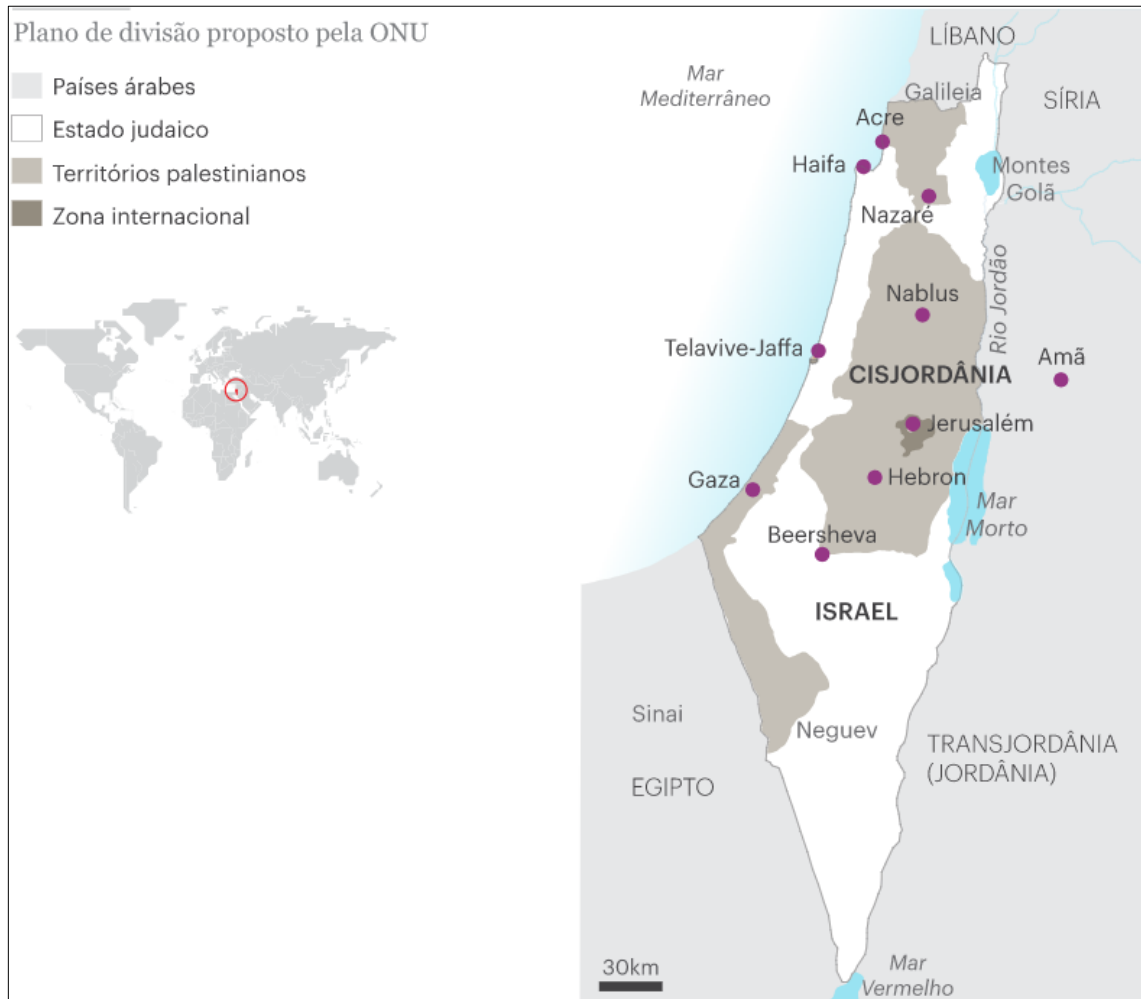 Plano de divisão proposto pela ONU
Países árabes
Estado judaico
Territórios palestinianos
Zona internacional
LÍBANO
Mar
Mediterrâneo
Galileia
SÍRIA
Acre
Haifa
Montes
Golã
Nazaré
Rio Jordão
Nablus
Telavive-Jaffa
Amã
CISJORDÂNIA
Jerusalém
Gaza
Hebron
Mar
Morto
Beersheva
ISRAEL
Sinai
Neguev
TRANSJORDÂNIA
(JORDÂNIA)
EGIPTO
30km
Mar
Vermelho